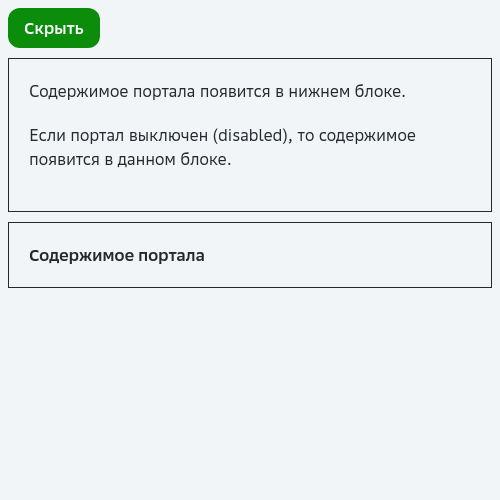 Скрыть
Содержимое портала появится в нижнем блоке.
Если портал выключен (disabled), то содержимое
появится в данном блоке.
Содержимое портала